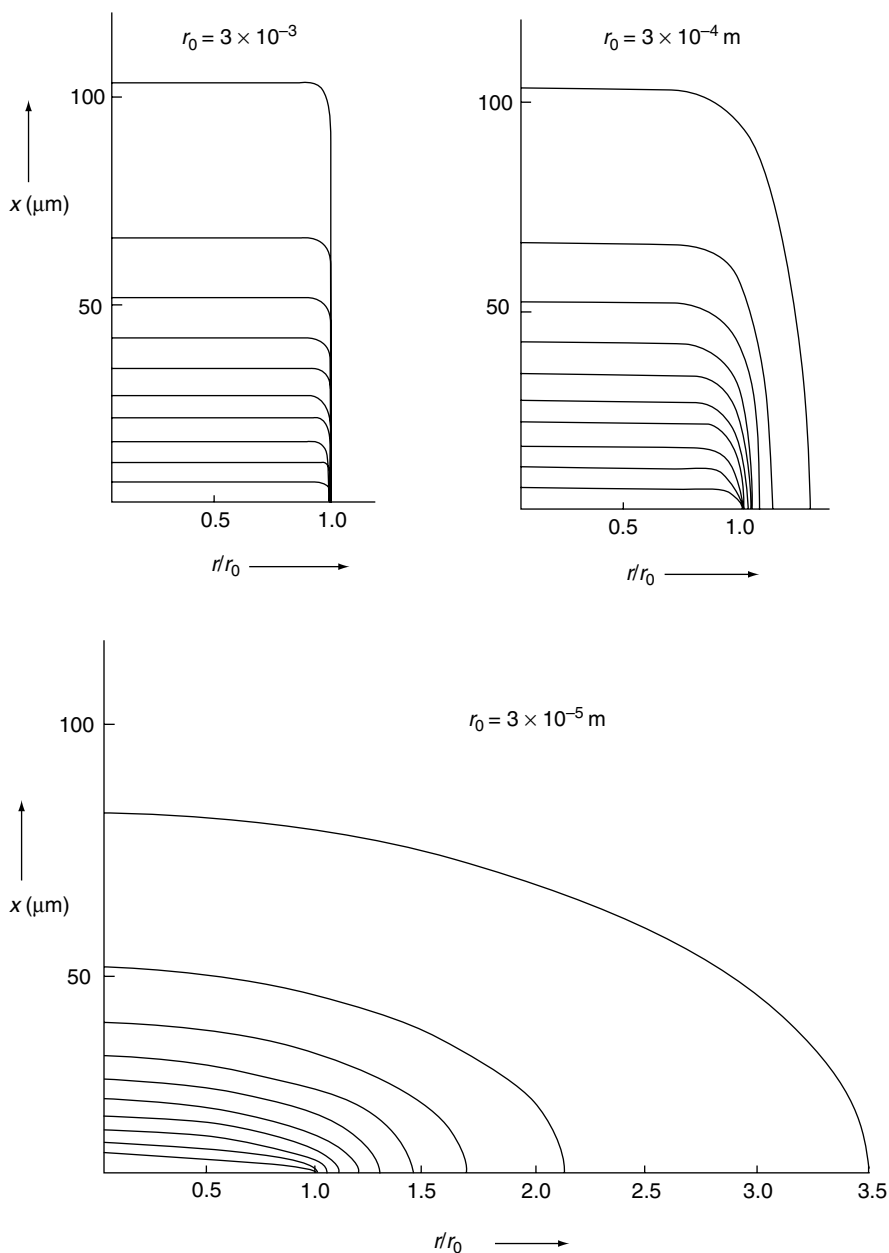 r₀ = 3 × 10⁻³
100
x (μm)
50
0.5 1.0
r/r₀
r₀ = 3 × 10⁻⁴ m
100
50
0.5 1.0
r/r₀
r₀ = 3 × 10⁻⁵ m
100
x (μm)
50
0.5 1.0 1.5 2.0 2.5 3.0 3.5
r/r₀